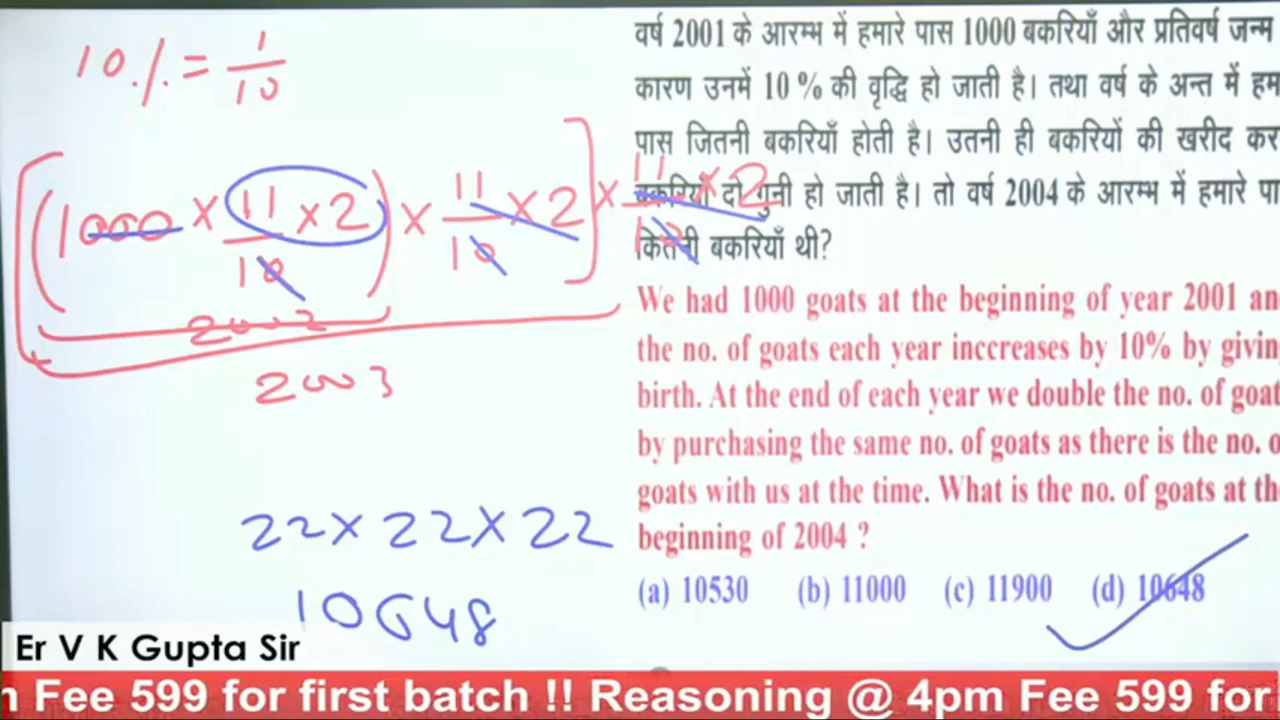 10.% = 1/10
[(1000 × 11/10 × 2) × 11/10 × 2] × 11/10 × 2
2002
2003
22×22×22
10648
वर्ष 2001 के आरम्भ में हमारे पास 1000 बकरियाँ और प्रतिवर्ष जन्म
कारण उनमें 10 % की वृद्धि हो जाती है। तथा वर्ष के अन्त में हम
पास जितनी बकरियाँ होती है। उतनी ही बकरियों की खरीद कर
बकरियाँ दो गुनी हो जाती है। तो वर्ष 2004 के आरम्भ में हमारे पा
कितनी बकरियाँ थी?
We had 1000 goats at the beginning of year 2001 an
the no. of goats each year inccreases by 10% by givin
birth. At the end of each year we double the no. of goat
by purchasing the same no. of goats as there is the no. o
goats with us at the time. What is the no. of goats at th
beginning of 2004 ?
(a) 10530 (b) 11000 (c) 11900 (d) 10648
Er V K Gupta Sir
n Fee 599 for first batch !! Reasoning @ 4pm Fee 599 for